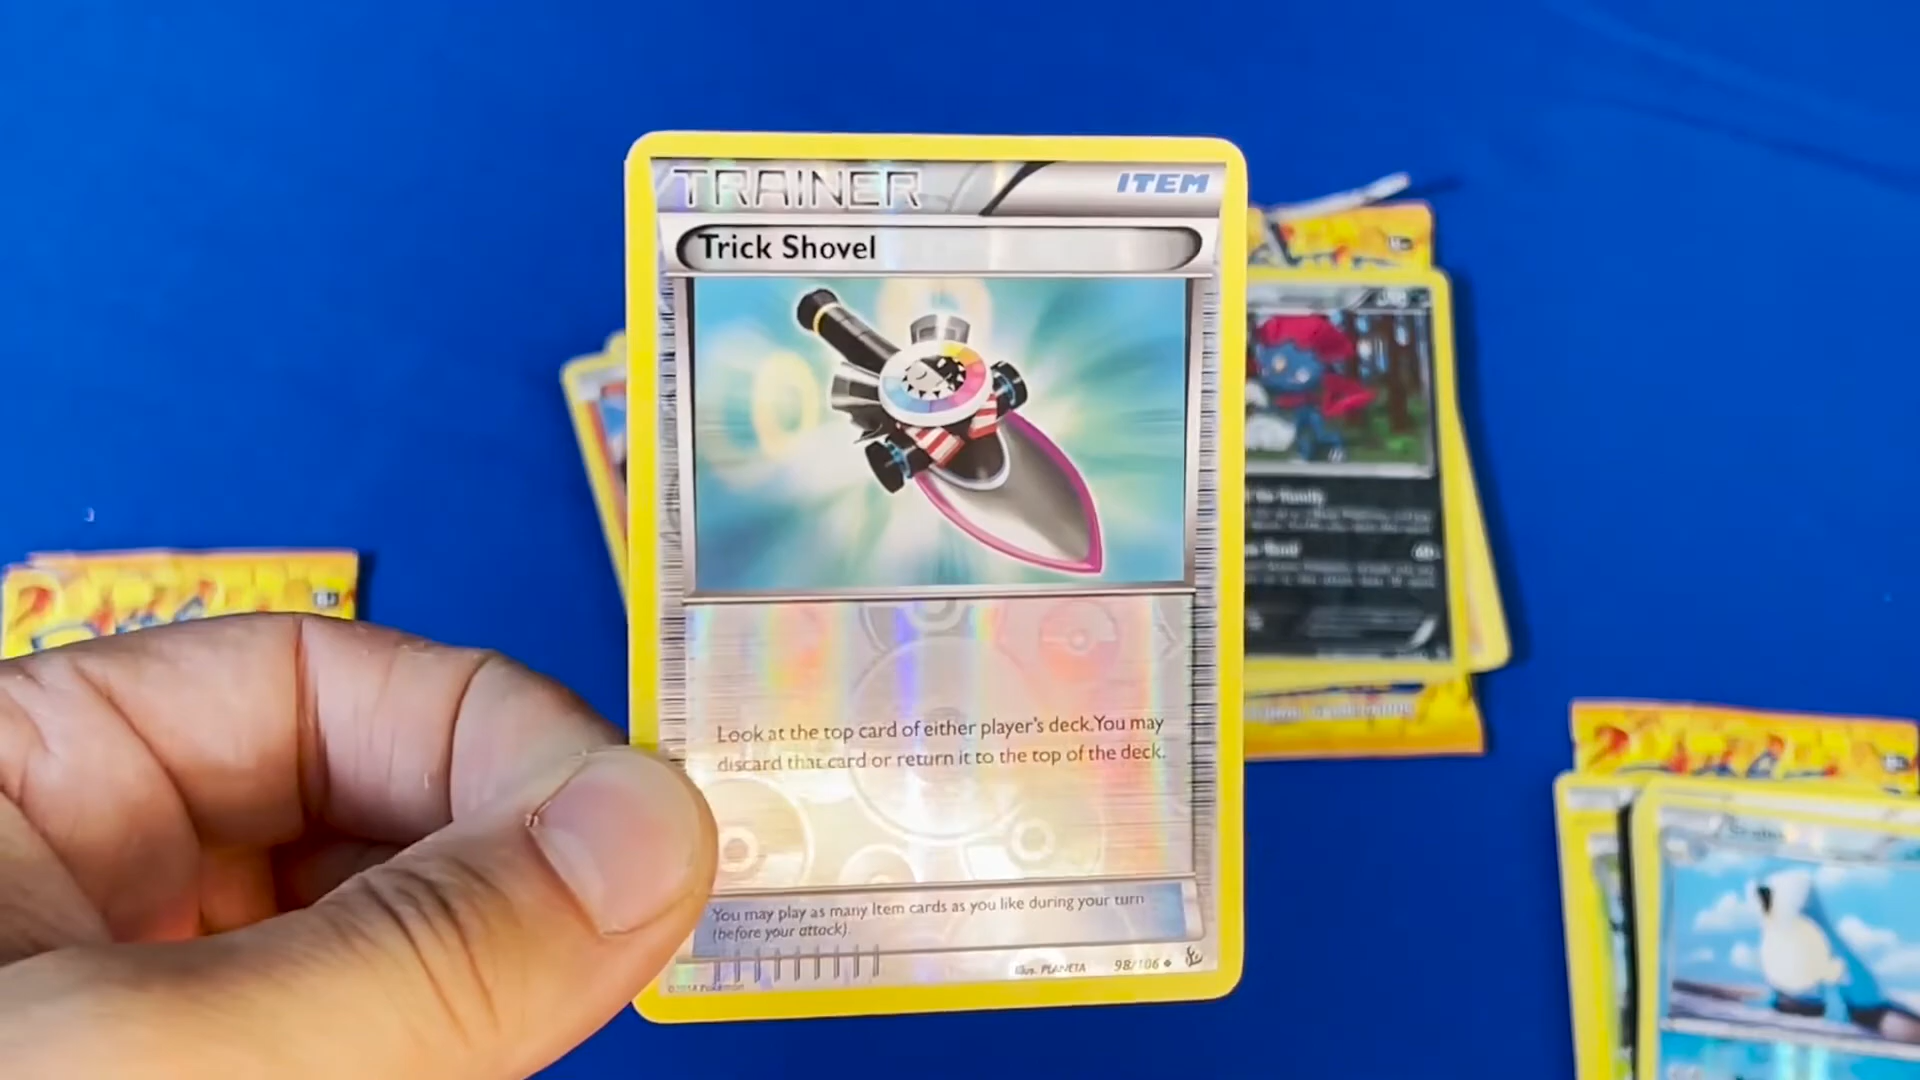 TRAINER
ITEM
Trick Shovel
Look at the top card of either player's deck. You may
discard that card or return it to the top of the deck.
You may play as many Item cards as you like during your turn
(before your attack).
Illus. PLANETA
98/106
©2014 Pokémon